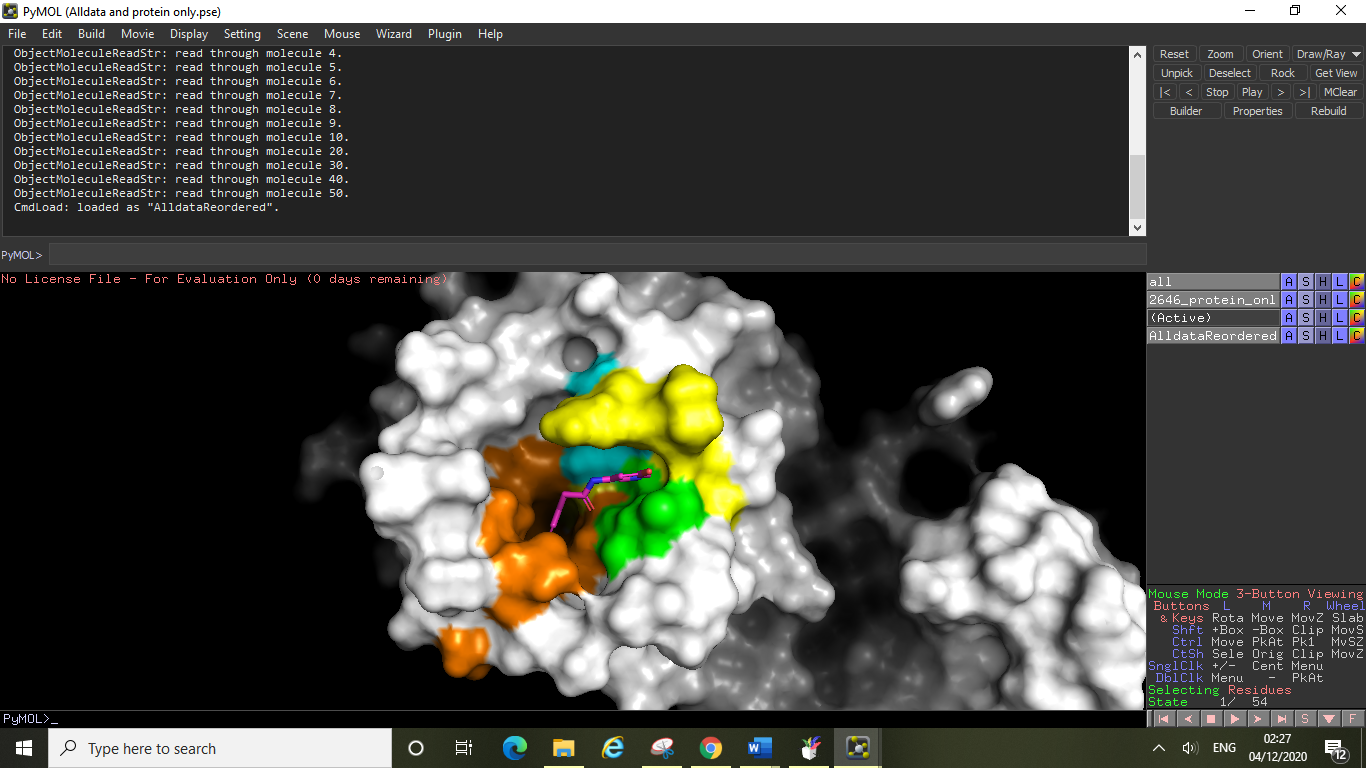 PyMOL (Alldata and protein only.pse)
File Edit Build Movie Display Setting Scene Mouse Wizard Plugin Help
ObjectMoleculeReadStr: read through molecule 4.
ObjectMoleculeReadStr: read through molecule 5.
ObjectMoleculeReadStr: read through molecule 6.
ObjectMoleculeReadStr: read through molecule 7.
ObjectMoleculeReadStr: read through molecule 8.
ObjectMoleculeReadStr: read through molecule 9.
ObjectMoleculeReadStr: read through molecule 10.
ObjectMoleculeReadStr: read through molecule 20.
ObjectMoleculeReadStr: read through molecule 30.
ObjectMoleculeReadStr: read through molecule 40.
ObjectMoleculeReadStr: read through molecule 50.
CmdLoad: loaded as "AlldataReordered".
PyMOL>
Reset Zoom Orient Draw/Ray
Unpick Deselect Rock Get View
|< < Stop Play > >| MClear
Builder Properties Rebuild
No License File - For Evaluation Only (0 days remaining)
all A S H L C
2646_protein_onl A S H L C
(Active) A S H L C
AlldataReordered A S H L C
Mouse Mode 3-Button Viewing
Buttons L M R Wheel
& Keys Rota Move MovZ Slab
Shft +Box -Box Clip MovS
Ctrl Move PkAt Pk1 MvSZ
CtSh Sele Orig Clip MovZ
SnglClk +/- Cent Menu
DblClk Menu - PkAt
Selecting Residues
State 1/ 54
S F
PyMOL>_
Type here to search
ENG
02:27
04/12/2020
12